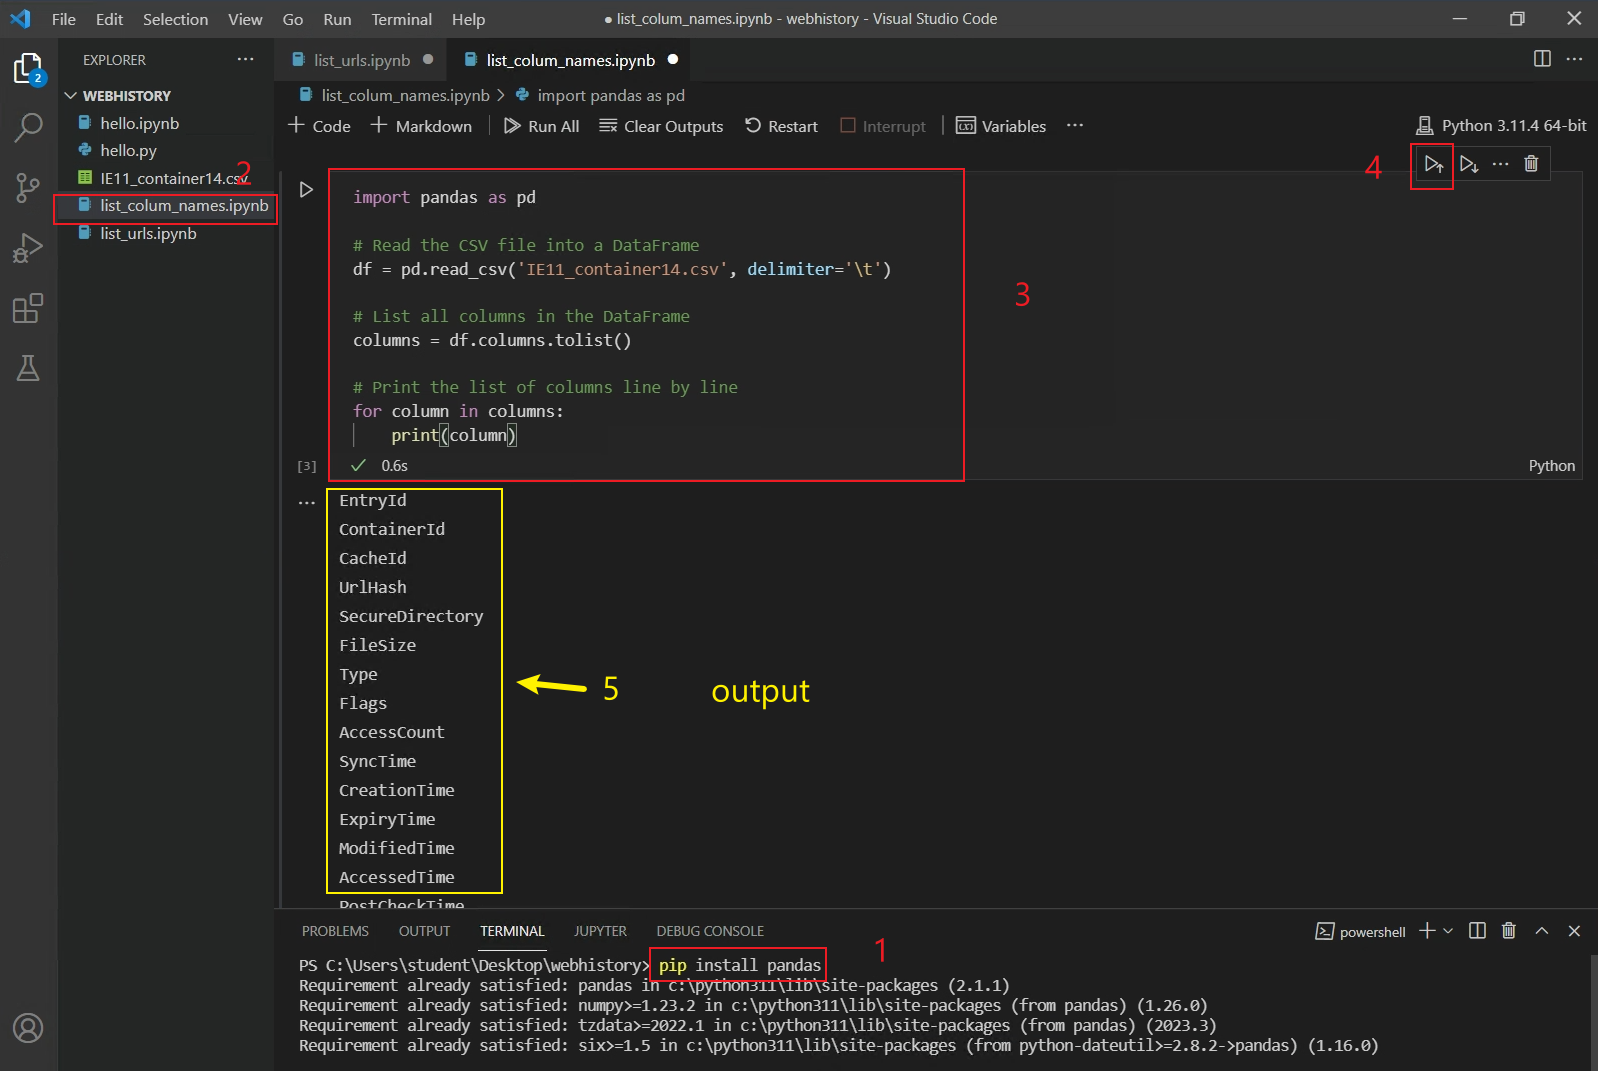 File Edit Selection View Go Run Terminal Help
● list_colum_names.ipynb - webhistory - Visual Studio Code
EXPLORER
2
WEBHISTORY
hello.ipynb
hello.py
IE11_container14.csv
2
list_colum_names.ipynb
list_urls.ipynb
list_urls.ipynb
list_colum_names.ipynb
list_colum_names.ipynb > import pandas as pd
+ Code + Markdown Run All Clear Outputs Restart Interrupt Variables ...
Python 3.11.4 64-bit
4
import pandas as pd
# Read the CSV file into a DataFrame
df = pd.read_csv('IE11_container14.csv', delimiter='\t')
3
# List all columns in the DataFrame
columns = df.columns.tolist()
# Print the list of columns line by line
for column in columns:
print(column)
[3] ✓ 0.6s
Python
EntryId
ContainerId
CacheId
UrlHash
SecureDirectory
FileSize
Type
Flags
AccessCount
SyncTime
CreationTime
ExpiryTime
ModifiedTime
AccessedTime
PostCheckTime
5 output
PROBLEMS OUTPUT TERMINAL JUPYTER DEBUG CONSOLE
powershell
1
PS C:\Users\student\Desktop\webhistory> pip install pandas
Requirement already satisfied: pandas in c:\python311\lib\site-packages (2.1.1)
Requirement already satisfied: numpy>=1.23.2 in c:\python311\lib\site-packages (from pandas) (1.26.0)
Requirement already satisfied: tzdata>=2022.1 in c:\python311\lib\site-packages (from pandas) (2023.3)
Requirement already satisfied: six>=1.5 in c:\python311\lib\site-packages (from python-dateutil>=2.8.2->pandas) (1.16.0)